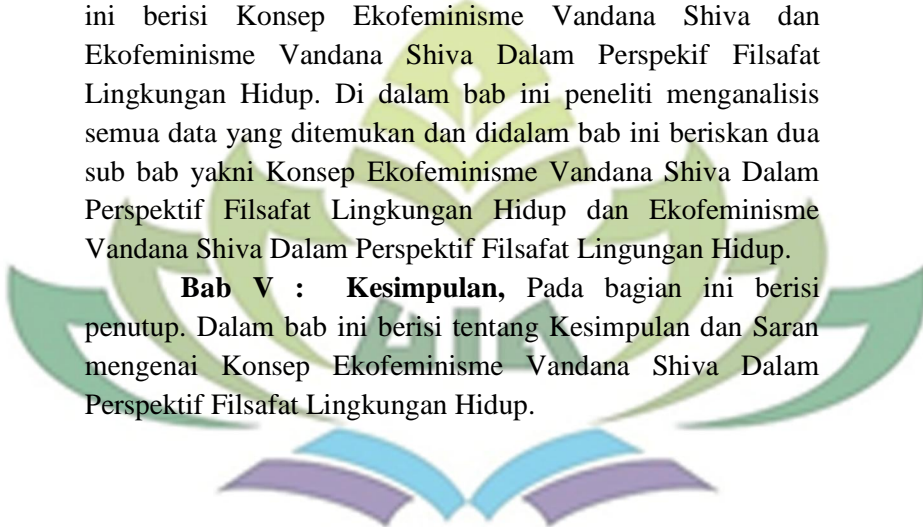 ini berisi Konsep Ekofeminisme Vandana Shiva dan
Ekofeminisme Vandana Shiva Dalam Perspekif Filsafat
Lingkungan Hidup. Di dalam bab ini peneliti menganalisis
semua data yang ditemukan dan didalam bab ini beriskan dua
sub bab yakni Konsep Ekofeminisme Vandana Shiva Dalam
Perspektif Filsafat Lingkungan Hidup dan Ekofeminisme
Vandana Shiva Dalam Perspektif Filsafat Lingungan Hidup.
Bab V : Kesimpulan, Pada bagian ini berisi
penutup. Dalam bab ini berisi tentang Kesimpulan dan Saran
mengenai Konsep Ekofeminisme Vandana Shiva Dalam
Perspektif Filsafat Lingkungan Hidup.